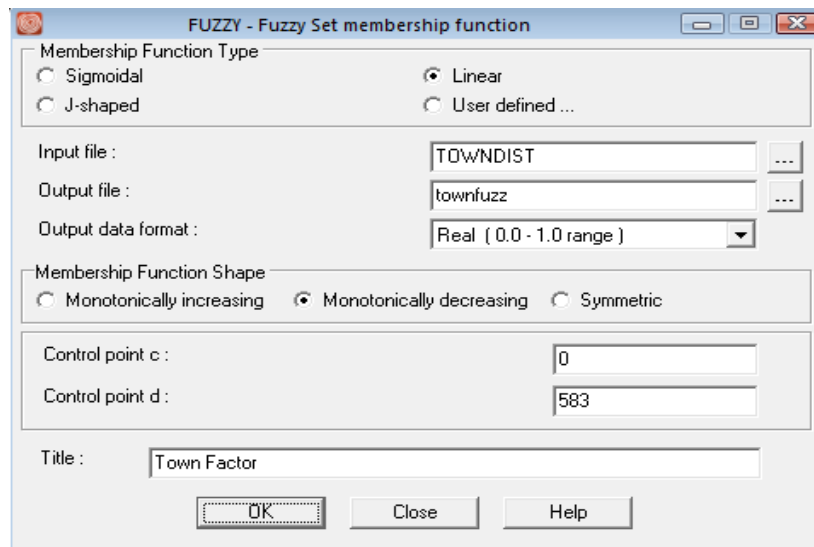 FUZZY - Fuzzy Set membership function
Membership Function Type
Sigmoidal
Linear
J-shaped
User defined ...
Input file :
TOWNDIST
...
Output file :
townfuzz
...
Output data format :
Real ( 0.0 - 1.0 range )
Membership Function Shape
Monotonically increasing
Monotonically decreasing
Symmetric
Control point c :
0
Control point d :
583
Title :
Town Factor
OK
Close
Help